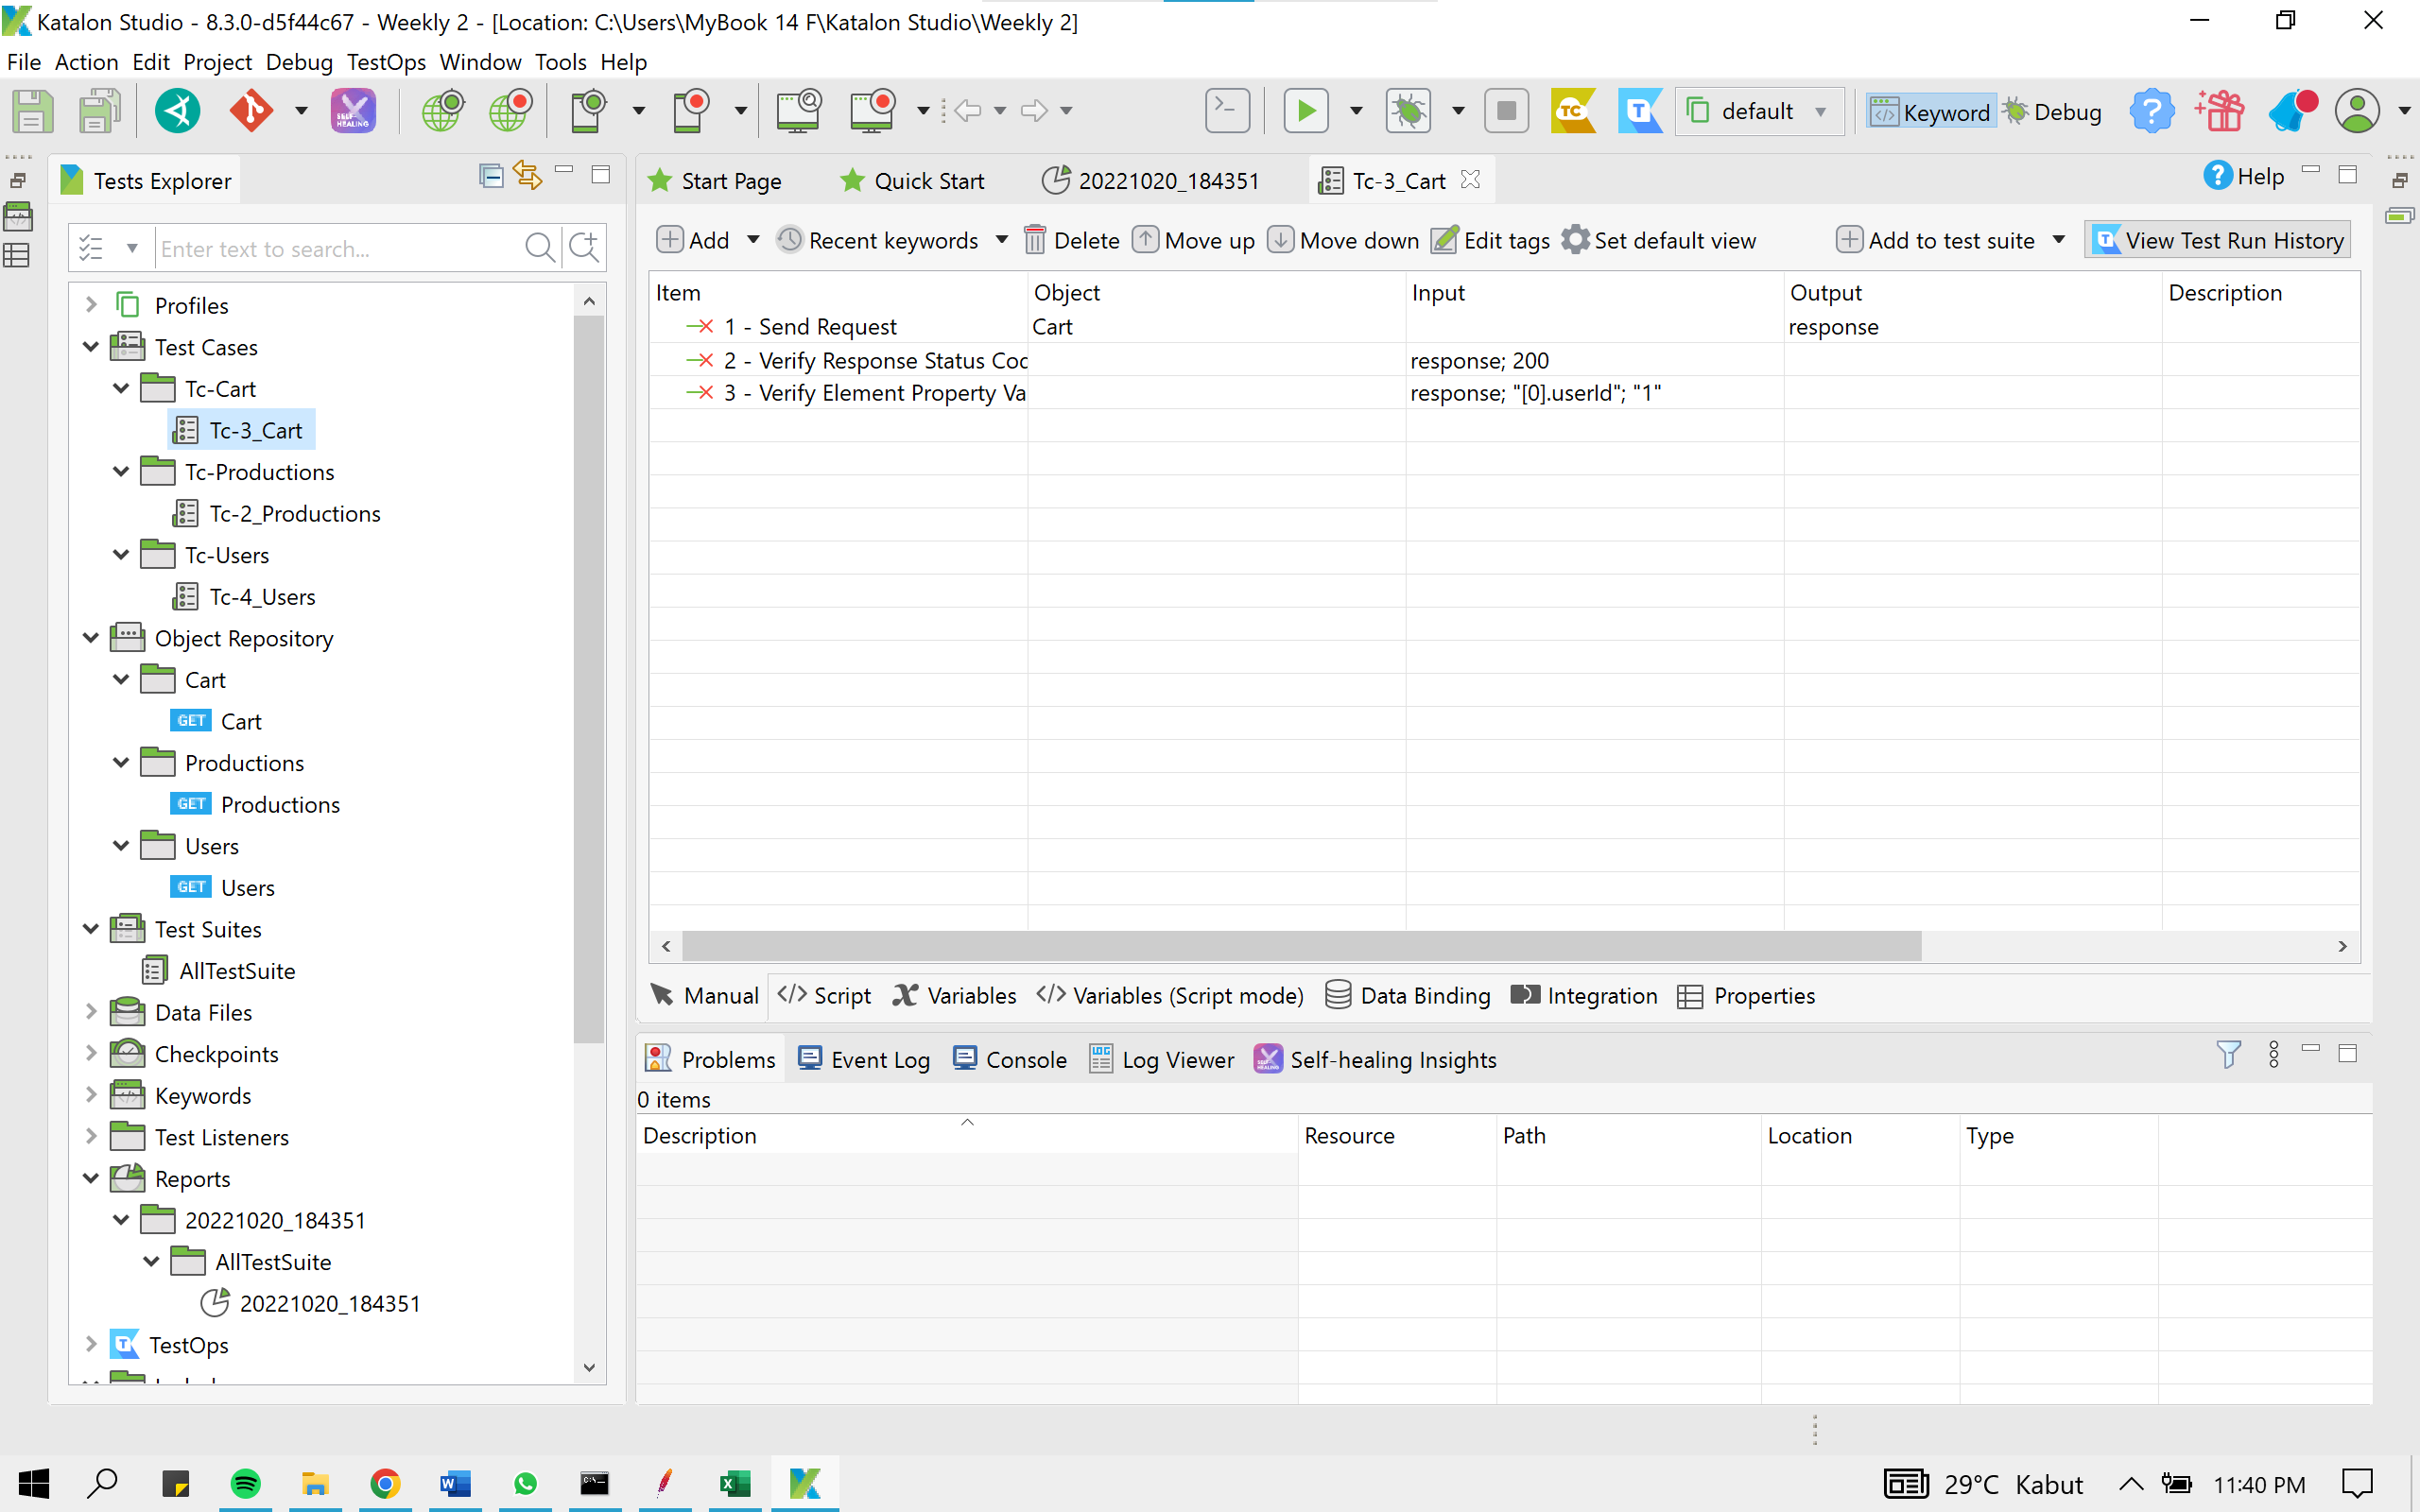 Katalon Studio - 8.3.0-d5f44c67 - Weekly 2 - [Location: C:\Users\MyBook 14 F\Katalon Studio\Weekly 2]
File Action Edit Project Debug TestOps Window Tools Help
SELF HEALING
TC
T
default
Keyword
Debug
Tests Explorer
Enter text to search...
Profiles
Test Cases
Tc-Cart
Tc-3_Cart
Tc-Productions
Tc-2_Productions
Tc-Users
Tc-4_Users
Object Repository
Cart
GET Cart
Productions
GET Productions
Users
GET Users
Test Suites
AllTestSuite
Data Files
Checkpoints
Keywords
Test Listeners
Reports
20221020_184351
AllTestSuite
20221020_184351
TestOps
Start Page
Quick Start
20221020_184351
Tc-3_Cart
Help
Add
Recent keywords
Delete
Move up
Move down
Edit tags
Set default view
Add to test suite
View Test Run History
Item Object Input Output Description
1 - Send Request Cart response
2 - Verify Response Status Coc response; 200
3 - Verify Element Property Va response; "[0].userId"; "1"
Manual
Script
Variables
Variables (Script mode)
Data Binding
Integration
Properties
Problems
Event Log
Console
Log Viewer
Self-healing Insights
0 items
Description Resource Path Location Type
29°C Kabut
11:40 PM